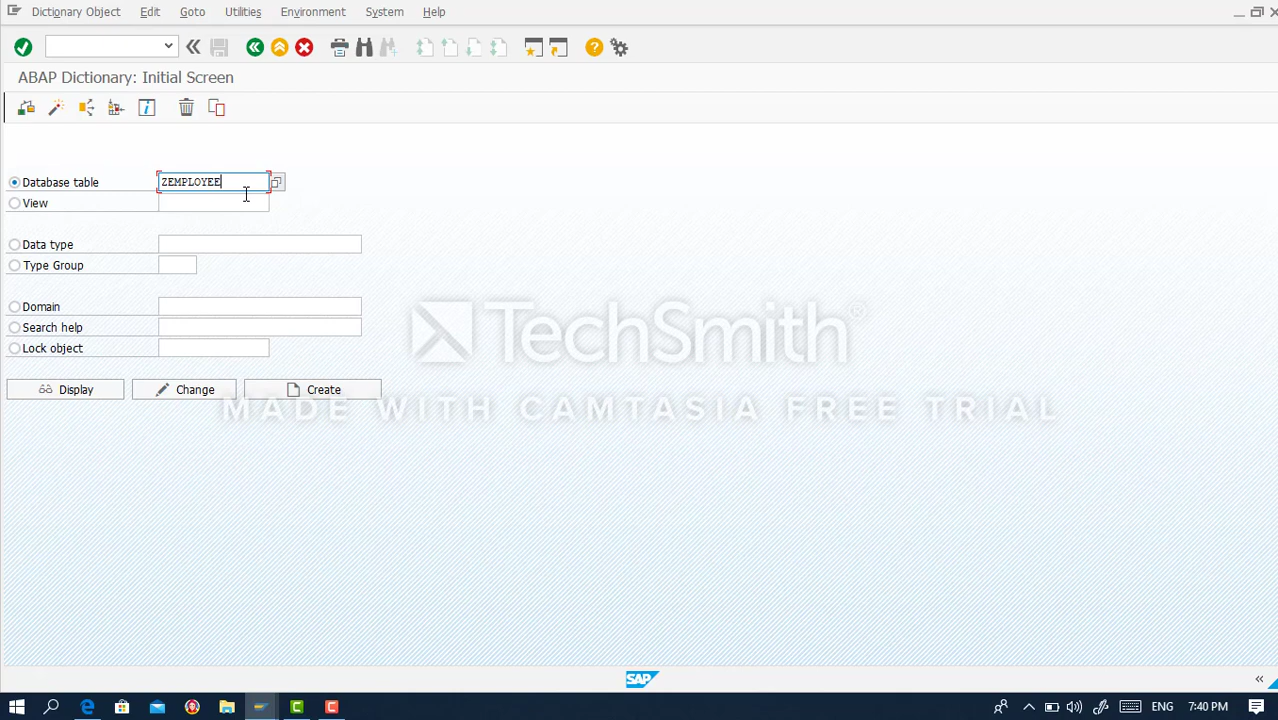 Dictionary Object Edit Goto Utilities Environment System Help
ABAP Dictionary: Initial Screen
Database table ZEMPLOYEE
View
Data type
Type Group
Domain
Search help
Lock object
Display Change Create
TechSmith®
MADE WITH CAMTASIA FREE TRIAL
SAP
ENG 7:40 PM